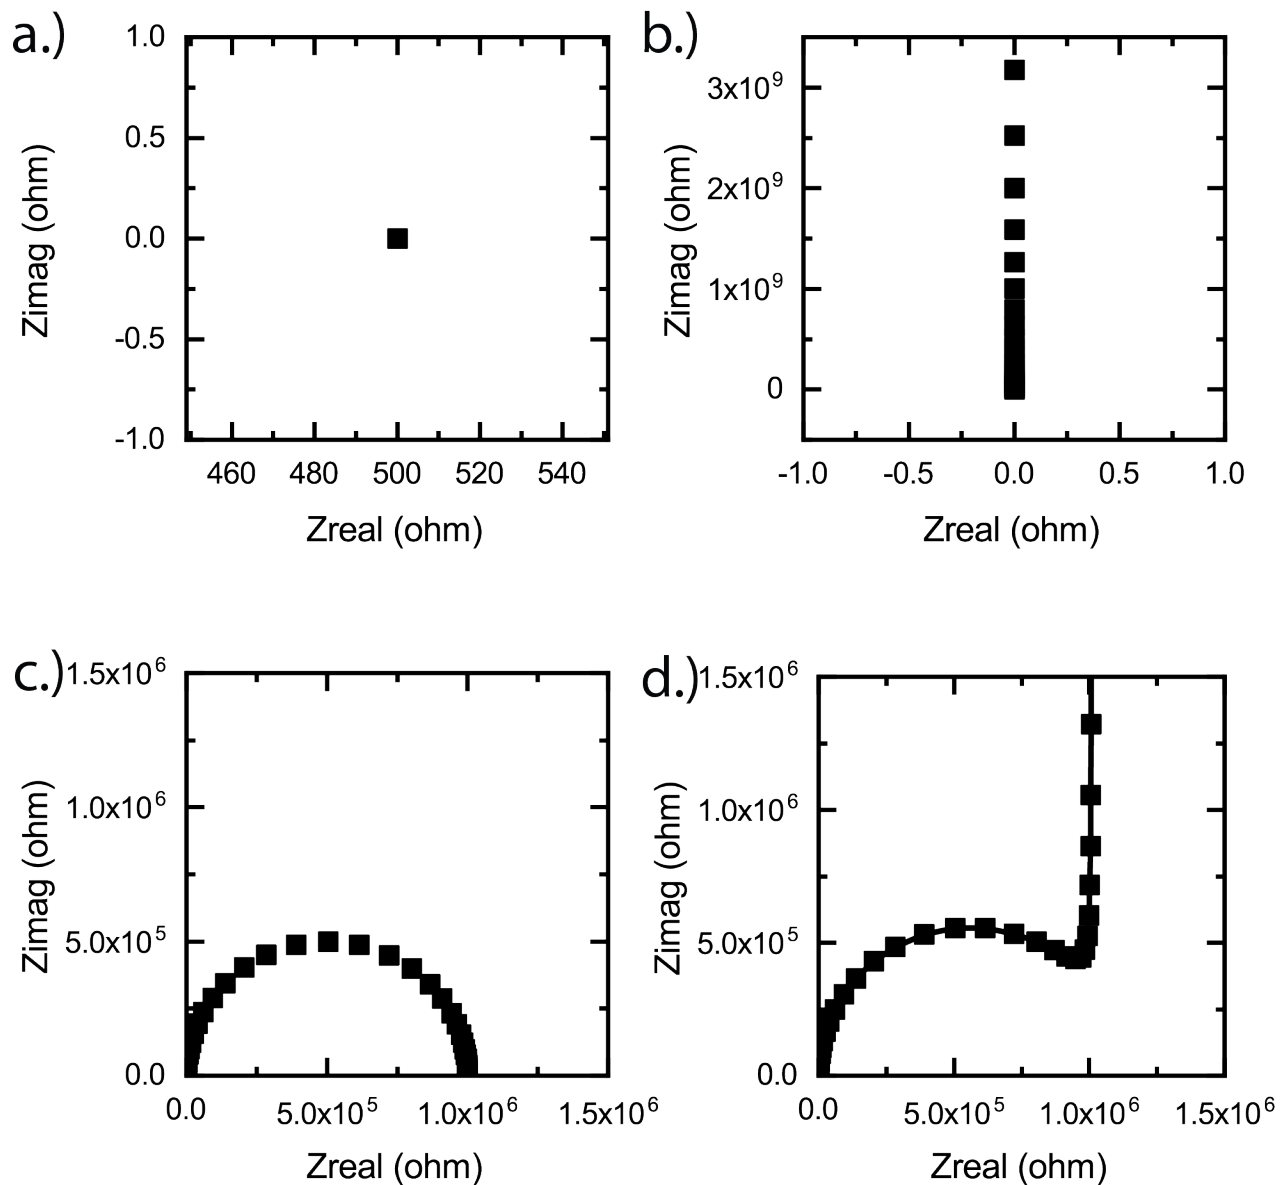 a.)
1.0
0.5
0.0
-0.5
-1.0
Zimag (ohm)
460 480 500 520 540
Zreal (ohm)
b.)
3x10⁹
2x10⁹
1x10⁹
0
Zimag (ohm)
-1.0 -0.5 0.0 0.5 1.0
Zreal (ohm)
c.)
1.5x10⁶
1.0x10⁶
5.0x10⁵
0.0
Zimag (ohm)
0.0 5.0x10⁵ 1.0x10⁶ 1.5x10⁶
Zreal (ohm)
d.)
1.5x10⁶
1.0x10⁶
5.0x10⁵
0.0
Zimag (ohm)
0.0 5.0x10⁵ 1.0x10⁶ 1.5x10⁶
Zreal (ohm)